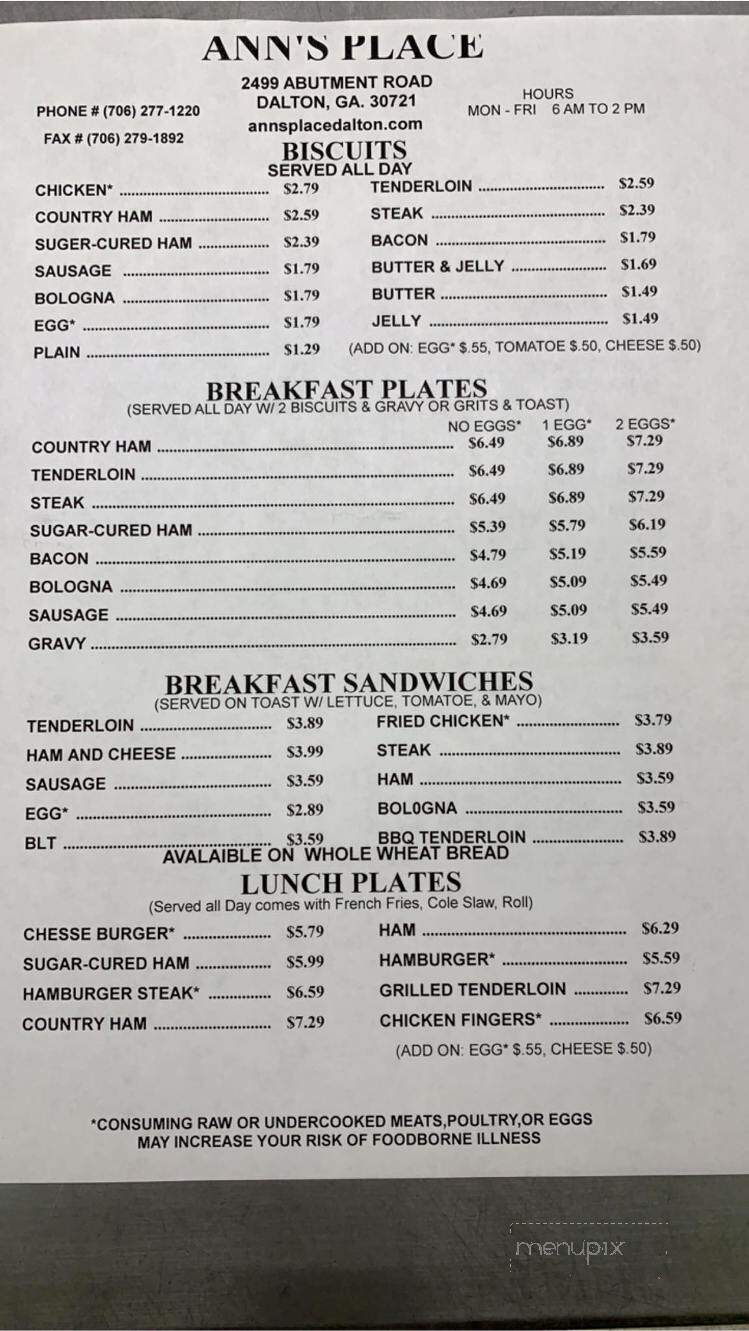 ANN'S PLACE
2499 ABUTMENT ROAD
DALTON, GA. 30721
annsplacedalton.com
PHONE # (706) 277-1220
FAX # (706) 279-1892
HOURS
MON - FRI 6 AM TO 2 PM
BISCUITS
SERVED ALL DAY
CHICKEN* ........ $2.79 TENDERLOIN ........ $2.59
COUNTRY HAM ........ $2.59 STEAK ........ $2.39
SUGER-CURED HAM ........ $2.39 BACON ........ $1.79
SAUSAGE ........ $1.79 BUTTER & JELLY ........ $1.69
BOLOGNA ........ $1.79 BUTTER ........ $1.49
EGG* ........ $1.79 JELLY ........ $1.49
PLAIN ........ $1.29 (ADD ON: EGG* $.55, TOMATOE $.50, CHEESE $.50)
BREAKFAST PLATES
(SERVED ALL DAY W/ 2 BISCUITS & GRAVY OR GRITS & TOAST)
NO EGGS* 1 EGG* 2 EGGS*
COUNTRY HAM ........ $6.49 $6.89 $7.29
TENDERLOIN ........ $6.49 $6.89 $7.29
STEAK ........ $6.49 $6.89 $7.29
SUGAR-CURED HAM ........ $5.39 $5.79 $6.19
BACON ........ $4.79 $5.19 $5.59
BOLOGNA ........ $4.69 $5.09 $5.49
SAUSAGE ........ $4.69 $5.09 $5.49
GRAVY ........ $2.79 $3.19 $3.59
BREAKFAST SANDWICHES
(SERVED ON TOAST W/ LETTUCE, TOMATOE, & MAYO)
TENDERLOIN ........ $3.89 FRIED CHICKEN* ........ $3.79
HAM AND CHEESE ........ $3.99 STEAK ........ $3.89
SAUSAGE ........ $3.59 HAM ........ $3.59
EGG* ........ $2.89 BOL0GNA ........ $3.59
BLT ........ $3.59 BBQ TENDERLOIN ........ $3.89
AVALAIBLE ON WHOLE WHEAT BREAD
LUNCH PLATES
(Served all Day comes with French Fries, Cole Slaw, Roll)
CHESSE BURGER* ........ $5.79 HAM ........ $6.29
SUGAR-CURED HAM ........ $5.99 HAMBURGER* ........ $5.59
HAMBURGER STEAK* ........ $6.59 GRILLED TENDERLOIN ........ $7.29
COUNTRY HAM ........ $7.29 CHICKEN FINGERS* ........ $6.59
(ADD ON: EGG* $.55, CHEESE $.50)
*CONSUMING RAW OR UNDERCOOKED MEATS,POULTRY,OR EGGS
MAY INCREASE YOUR RISK OF FOODBORNE ILLNESS
menupix